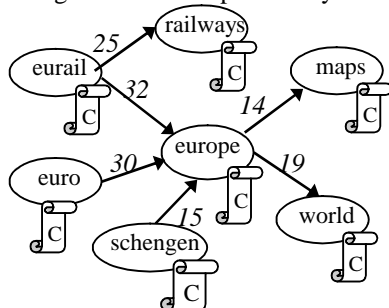 railways
25
eurail
maps
32
C
C
14
C
europe
30
19
euro
C
world
15
C
schengen
C
C